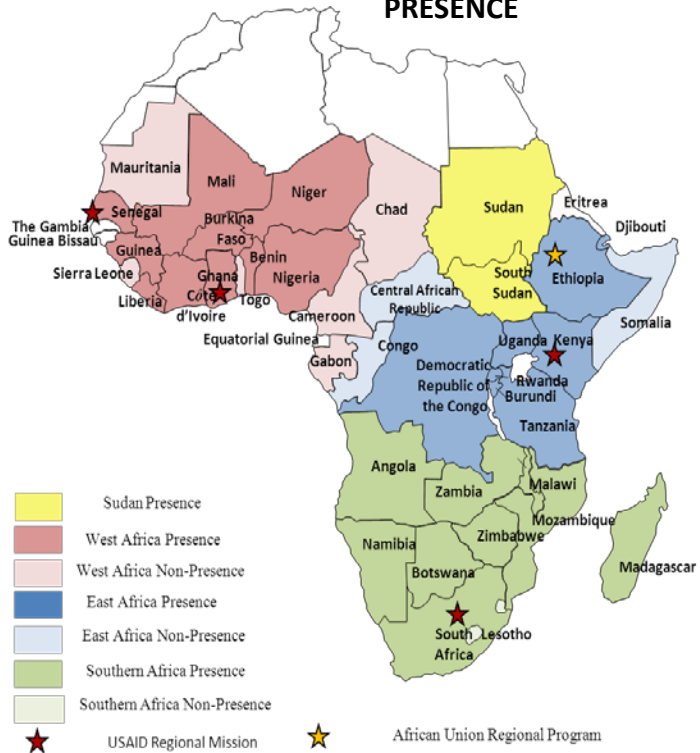 PRESENCE
Mauritania
Mali
Niger
Chad
Sudan
Eritrea
Djibouti
The Gambia
Senegal
Guinea Bissau
Burkina
Faso
Guinea
Benin
Nigeria
South
Sudan
Ethiopia
Sierra Leone
Ghana
Liberia
Côte
d'Ivoire
Togo
Cameroon
Central African
Republic
Somalia
Equatorial Guinea
Gabon
Congo
Uganda
Kenya
Democratic
Republic of
the Congo
Rwanda
Burundi
Tanzania
Angola
Zambia
Malawi
Mozambique
Zimbabwe
Namibia
Botswana
Madagascar
South
Africa
Lesotho
Sudan Presence
West Africa Presence
West Africa Non-Presence
East Africa Presence
East Africa Non-Presence
Southern Africa Presence
Southern Africa Non-Presence
USAID Regional Mission
African Union Regional Program